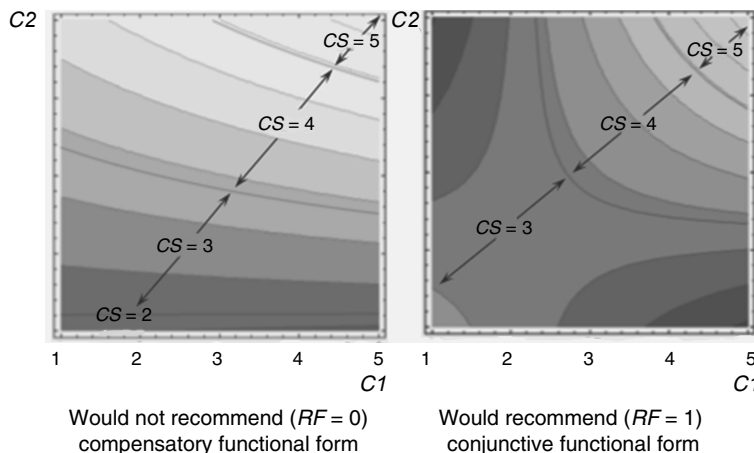 C2
CS = 5
CS = 4
CS = 3
CS = 2
1 2 3 4 5
C1
Would not recommend (RF = 0)
compensatory functional form
C2
CS = 5
CS = 4
CS = 3
1 2 3 4 5
C1
Would recommend (RF = 1)
conjunctive functional form